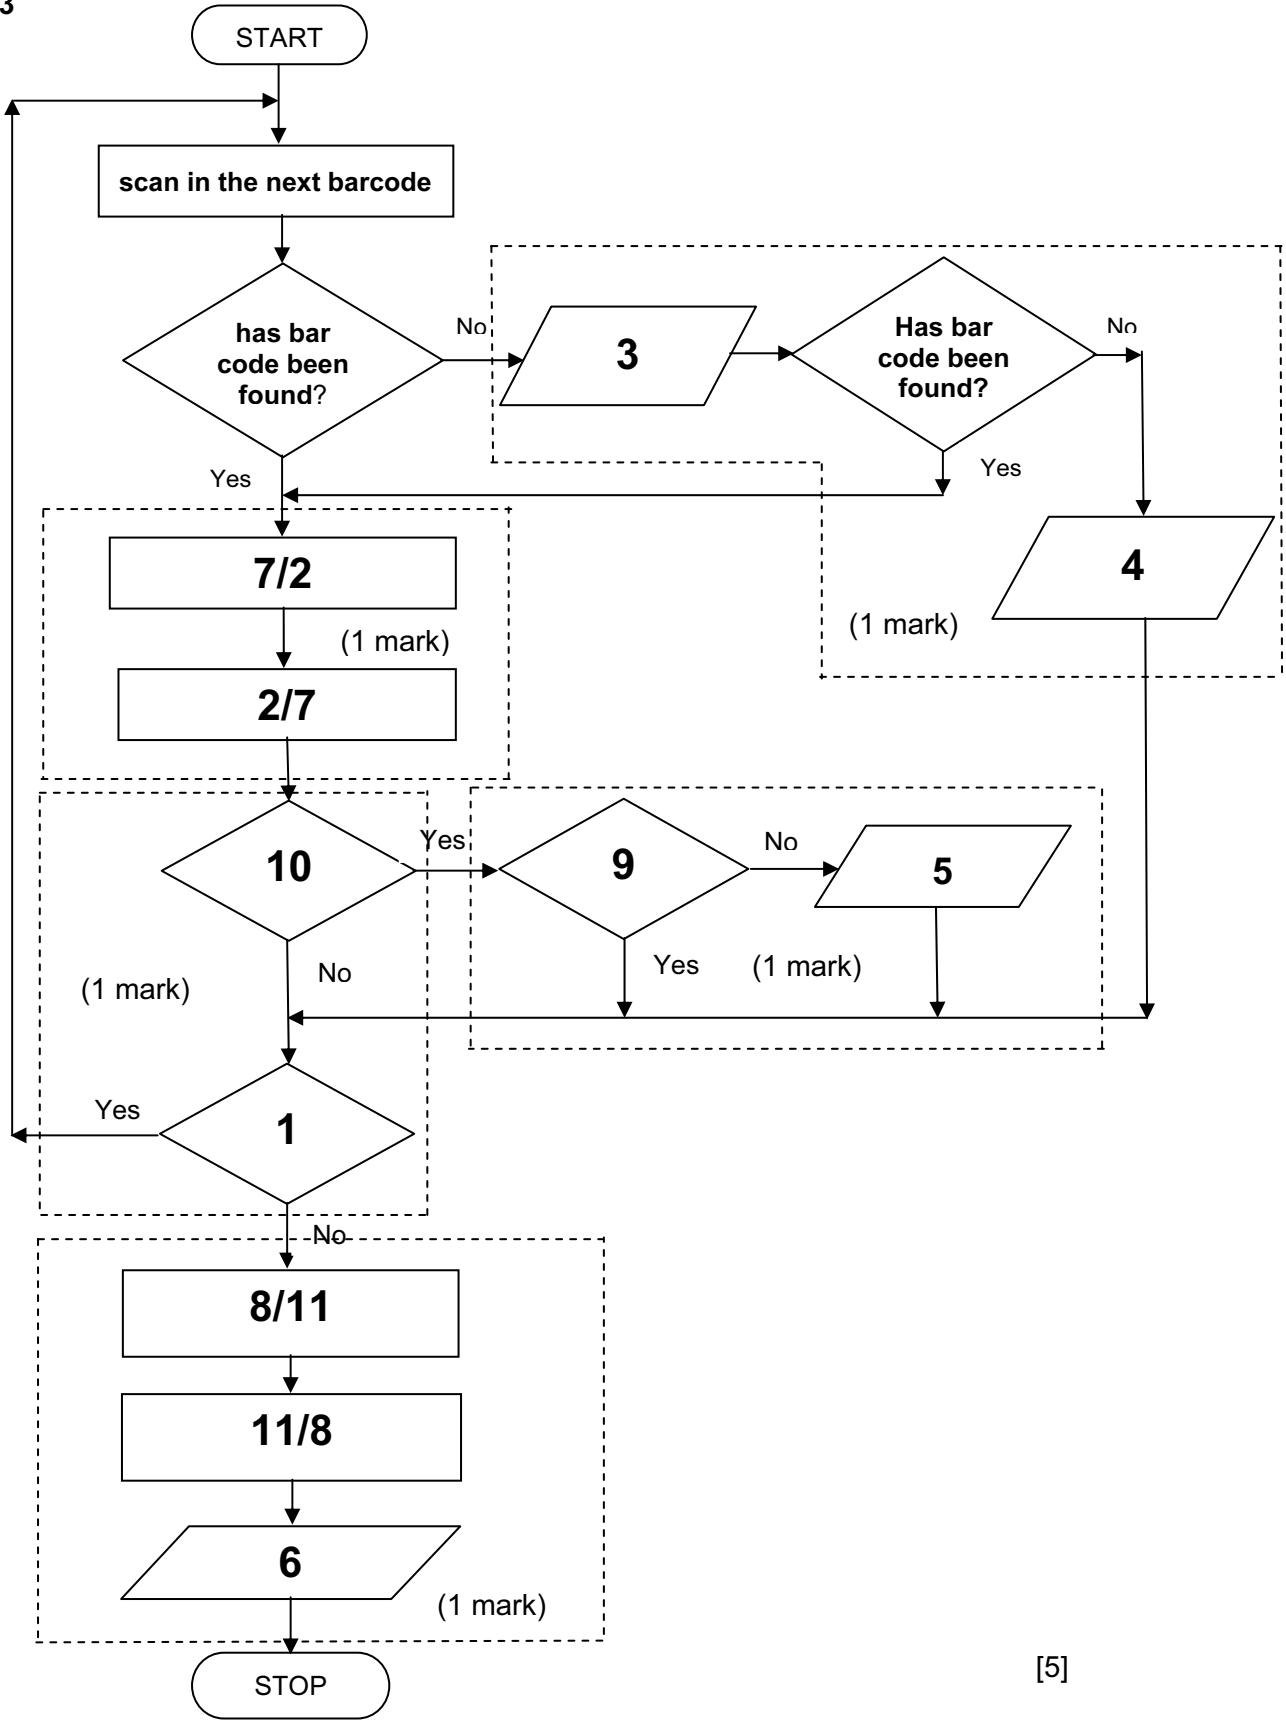 3
START
scan in the next barcode
has bar
code been
found?
No
3
Has bar
code been
found?
No
Yes
Yes
7/2
(1 mark)
2/7
4
(1 mark)
10
Yes
9
No
5
No
Yes
(1 mark)
(1 mark)
Yes
1
No
8/11
11/8
6
(1 mark)
STOP
[5]